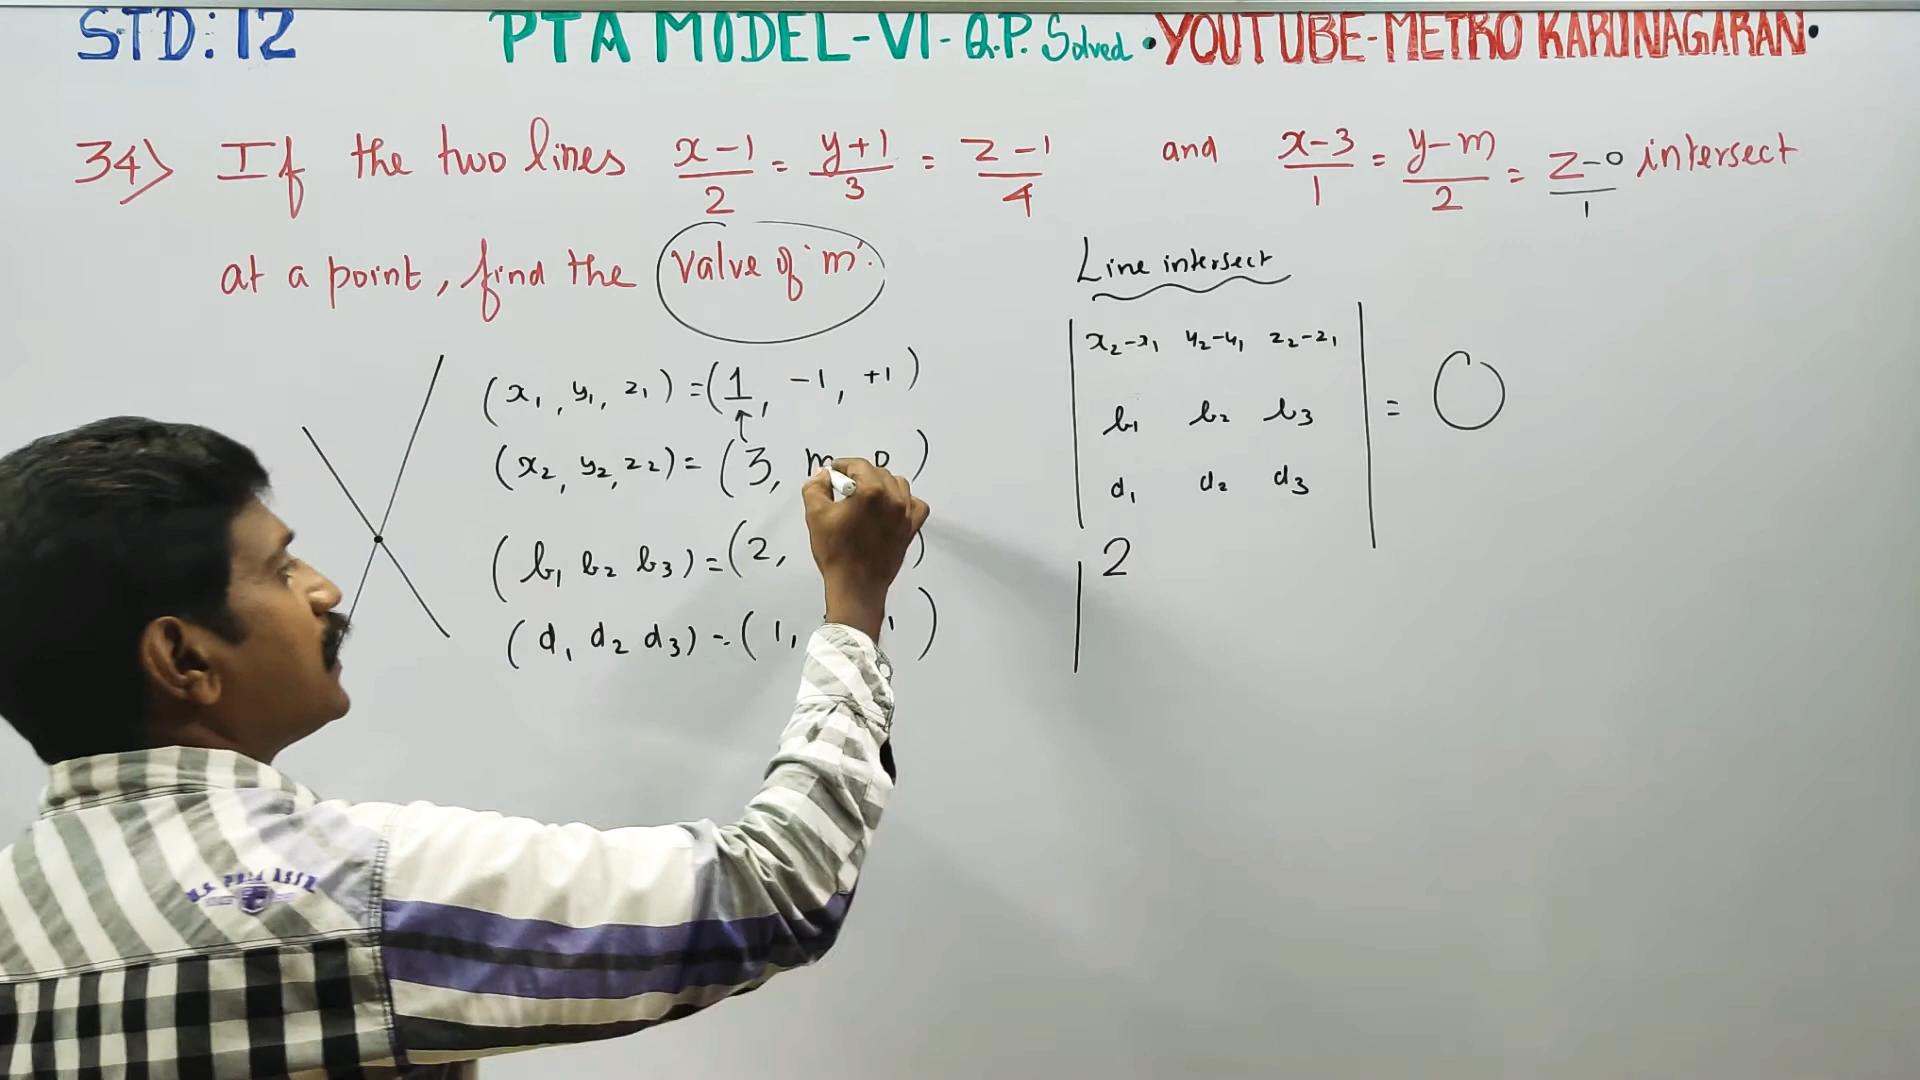 STD: 12 PTA MODEL-VI-Q.P. Solved •YOUTUBE-METRO KARUNAGARAN•
34) If the two lines (x-1)/2 = (y+1)/3 = (z-1)/4 and (x-3)/1 = (y-m)/2 = (z-0)/1 intersect
at a point, find the value of 'm'.
Line intersect
(x₁, y₁, z₁) = (1, -1, +1)
(x₂, y₂, z₂) = (3, m, 0)
(b₁ b₂ b₃) = (2,
(d₁ d₂ d₃) = (1, 1)
| x₂-x₁ y₂-y₁ z₂-z₁ |
| b₁ b₂ b₃ | = 0
| d₁ d₂ d₃ |
| 2